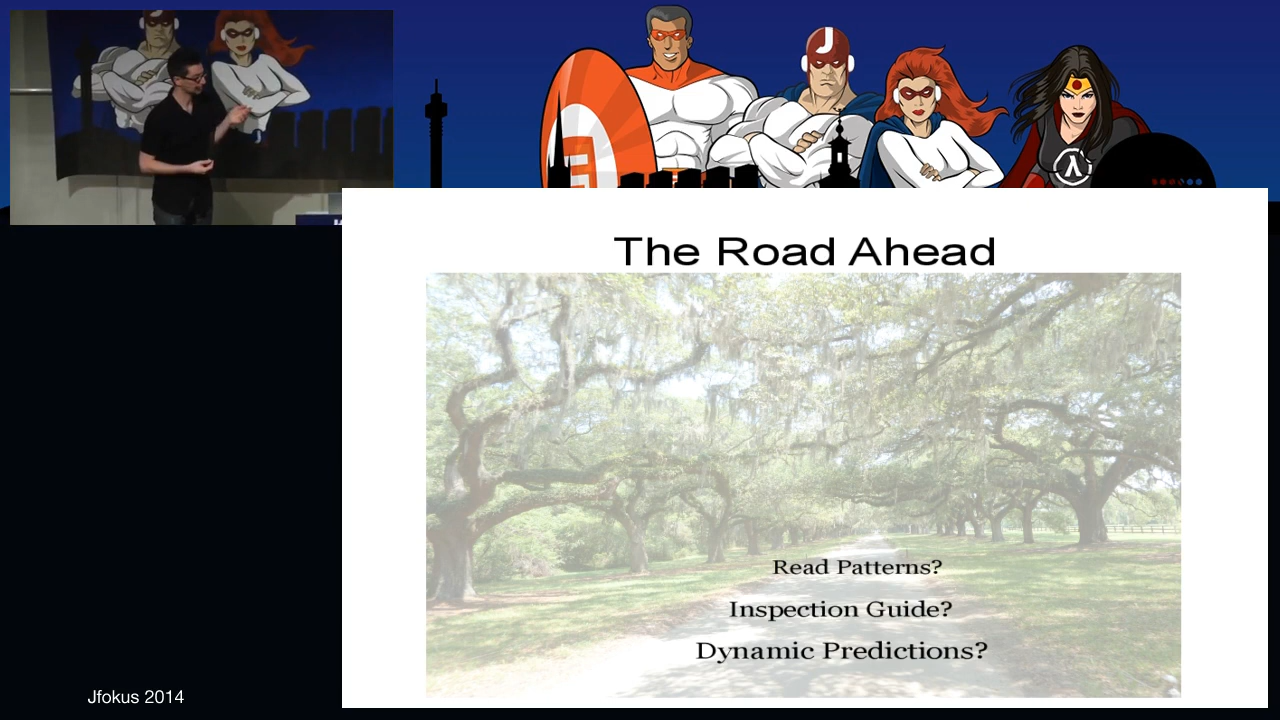 J
λ
The Road Ahead
Read Patterns?
Inspection Guide?
Dynamic Predictions?
Jfokus 2014